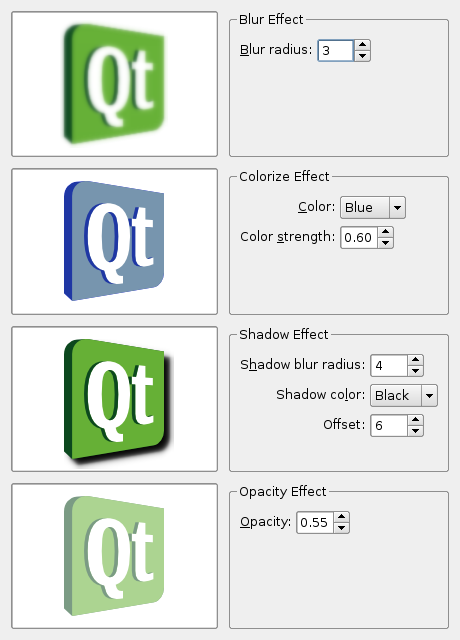 Qt
Blur Effect
Blur radius: 3
Qt
Colorize Effect
Color: Blue
Color strength: 0.60
Qt
Shadow Effect
Shadow blur radius: 4
Shadow color: Black
Offset: 6
Qt
Opacity Effect
Opacity: 0.55